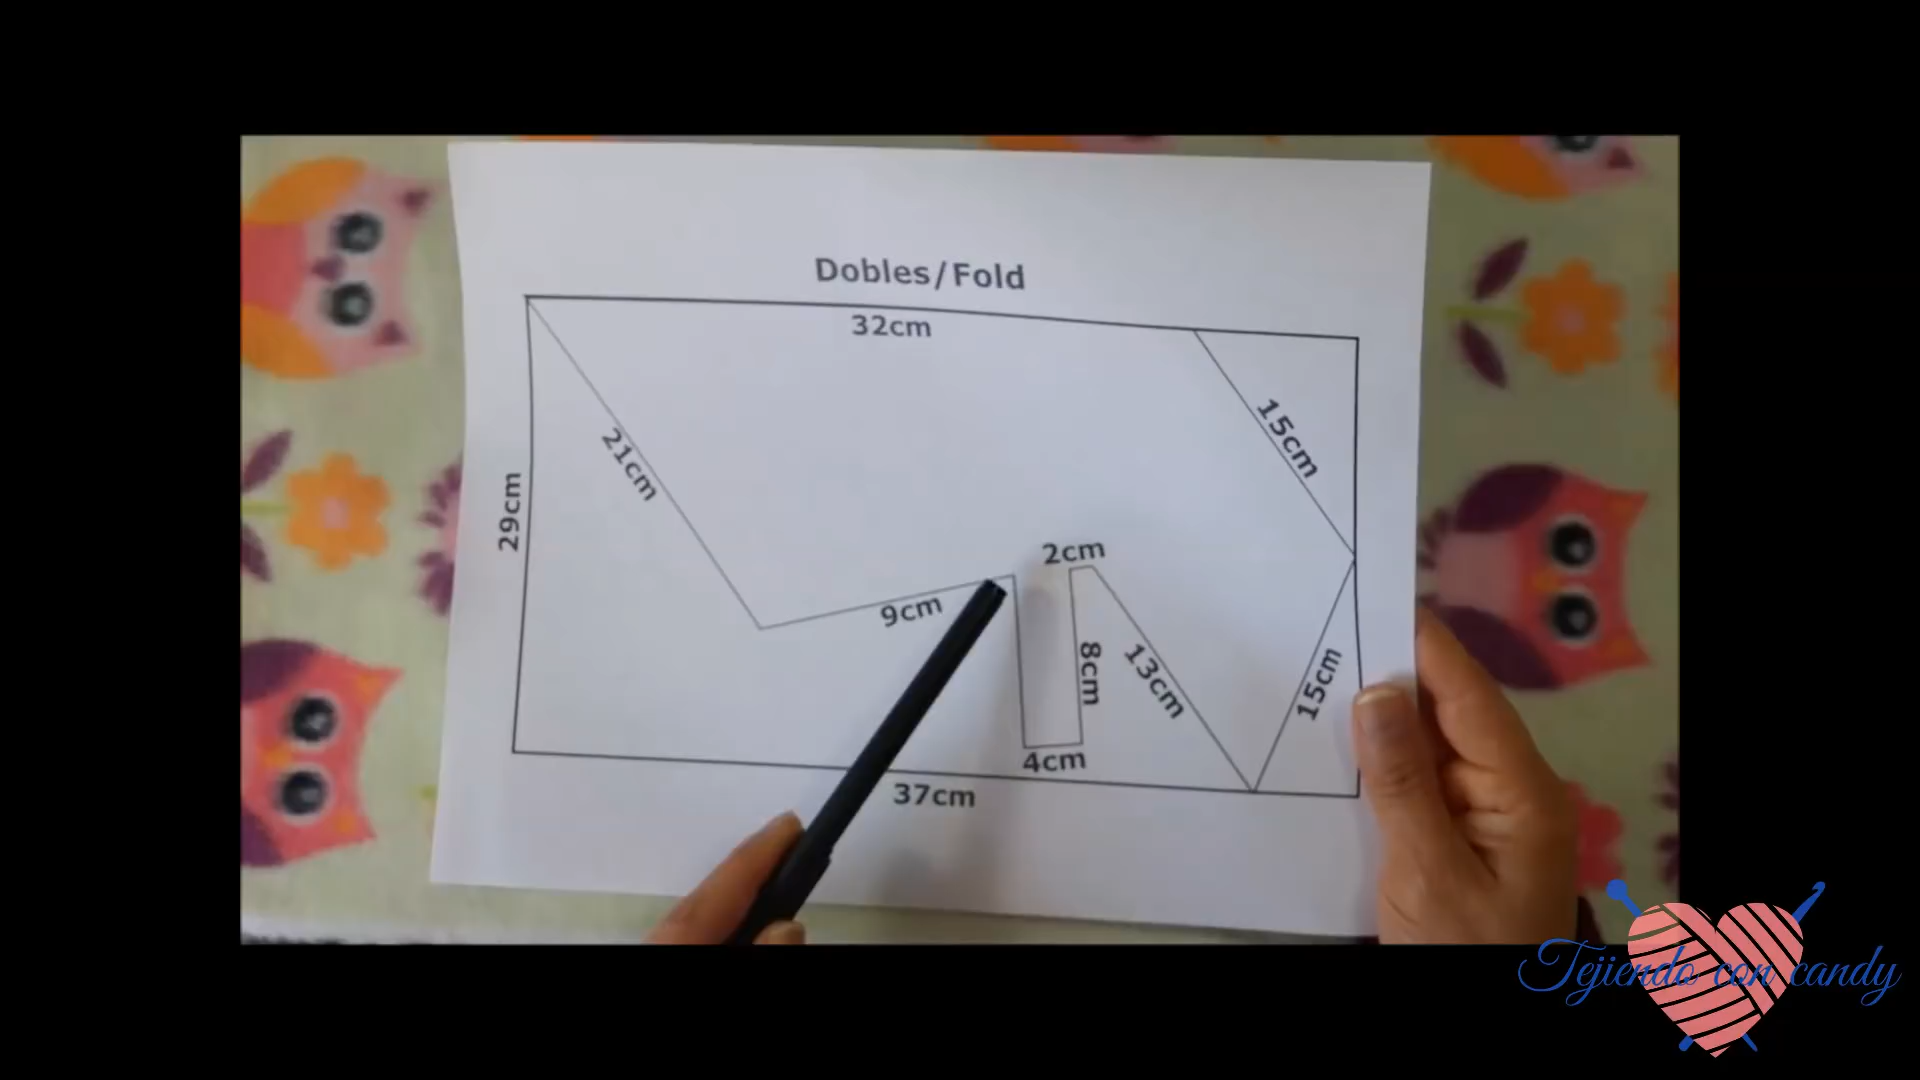 Dobles/Fold
32cm
15cm
21cm
29cm
2cm
9cm
8cm
13cm
15cm
4cm
37cm
Tejiendo con candy